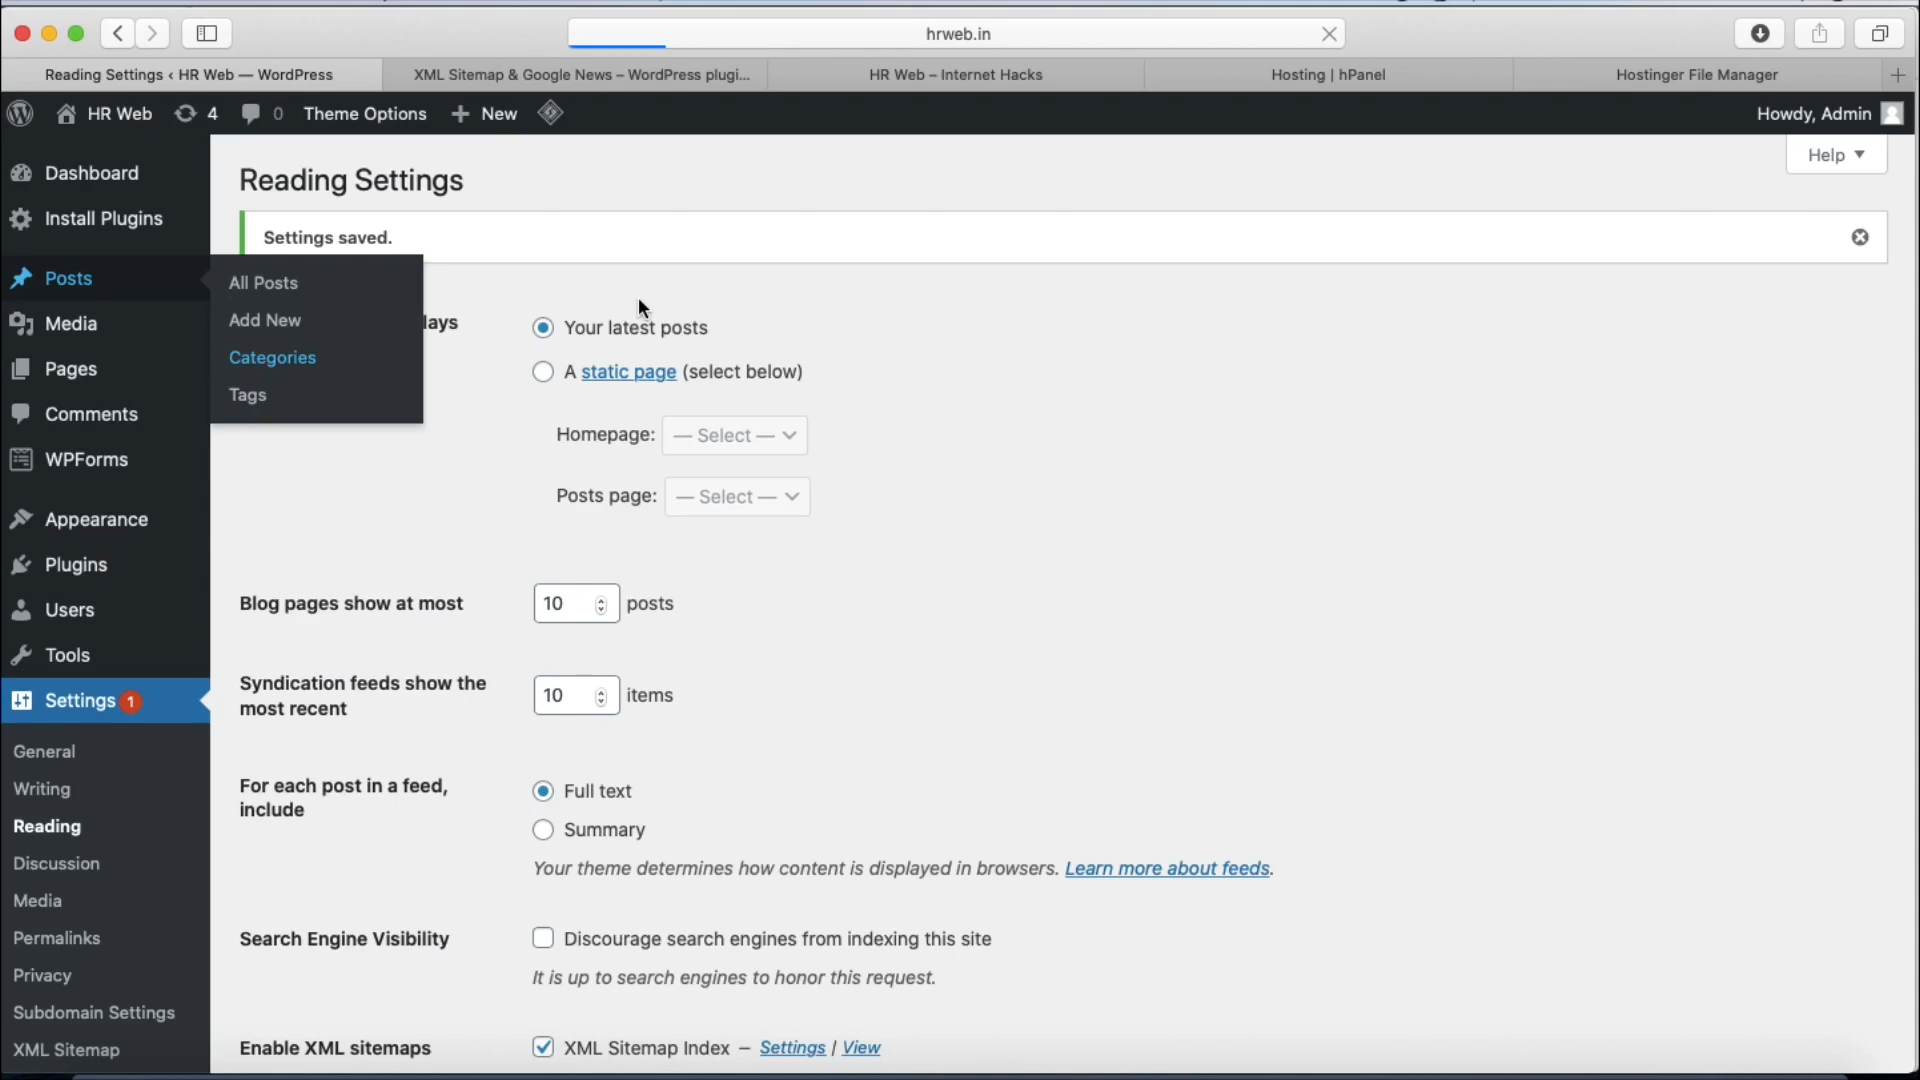 hrweb.in
Reading Settings ‹ HR Web — WordPress
XML Sitemap & Google News – WordPress plugi...
HR Web – Internet Hacks
Hosting | hPanel
Hostinger File Manager
HR Web
4
0
Theme Options
New
Howdy, Admin
Help
Dashboard
Install Plugins
Posts
Media
Pages
Comments
WPForms
Appearance
Plugins
Users
Tools
Settings 1
General
Writing
Reading
Discussion
Media
Permalinks
Privacy
Subdomain Settings
XML Sitemap
All Posts
Add New
Categories
Tags
Reading Settings
Settings saved.
lays
Your latest posts
A static page (select below)
Homepage: — Select —
Posts page: — Select —
Blog pages show at most
10 posts
Syndication feeds show the
most recent
10 items
For each post in a feed,
include
Full text
Summary
Your theme determines how content is displayed in browsers. Learn more about feeds.
Search Engine Visibility
Discourage search engines from indexing this site
It is up to search engines to honor this request.
Enable XML sitemaps
XML Sitemap Index – Settings / View